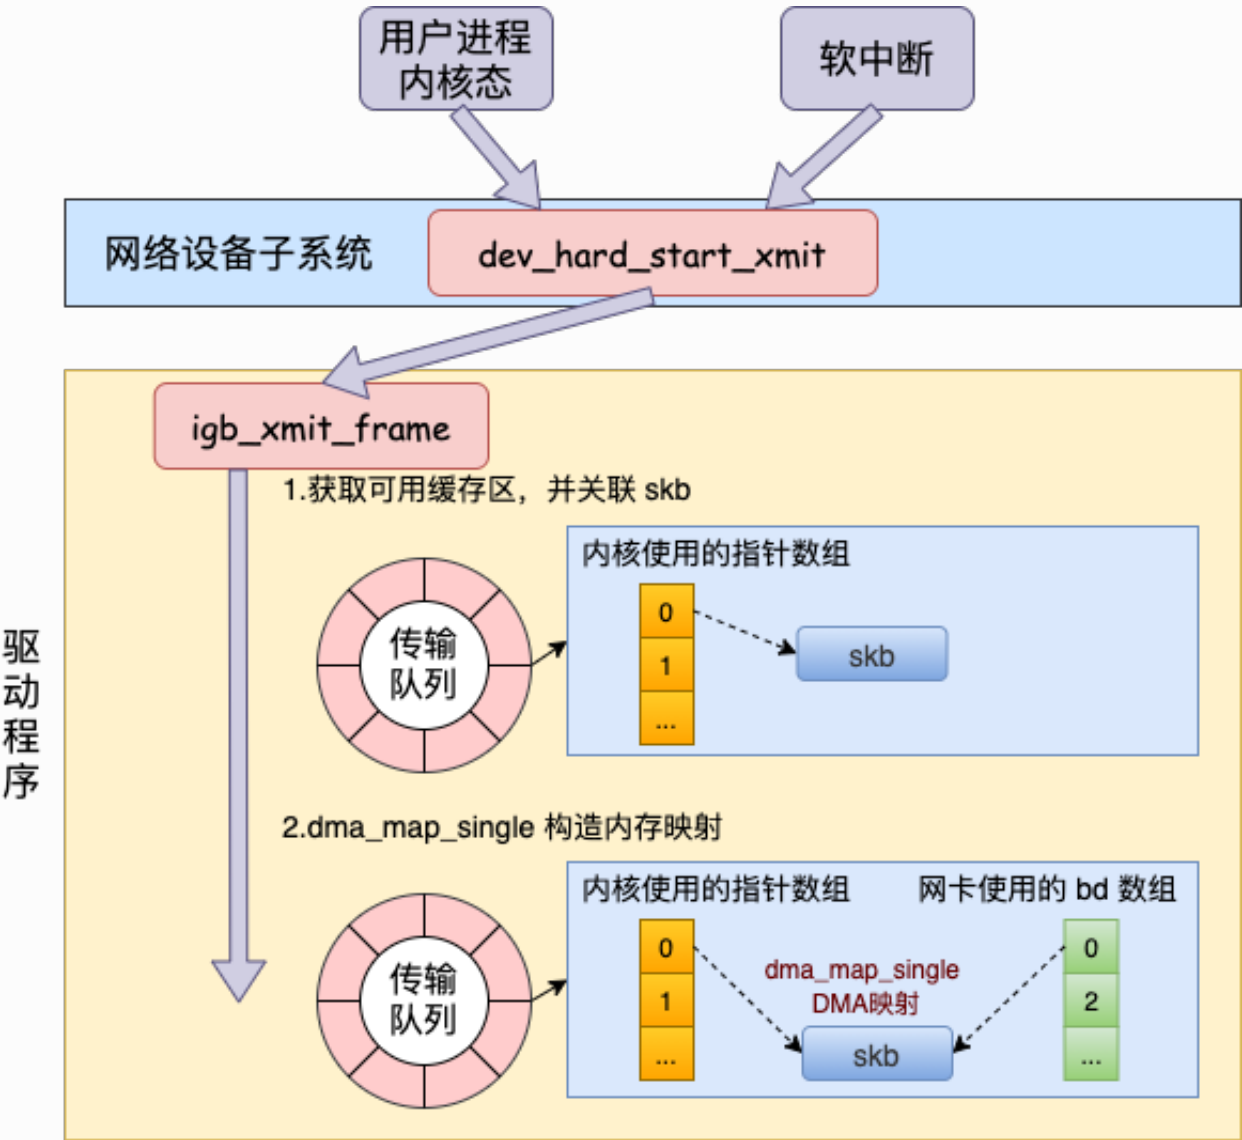 用户进程
内核态
软中断
网络设备子系统
dev_hard_start_xmit
igb_xmit_frame
1.获取可用缓存区，并关联 skb
内核使用的指针数组
0
1
...
skb
传输
队列
驱动程序
2.dma_map_single 构造内存映射
内核使用的指针数组
网卡使用的 bd 数组
0
1
...
dma_map_single
DMA映射
skb
0
2
...
传输
队列